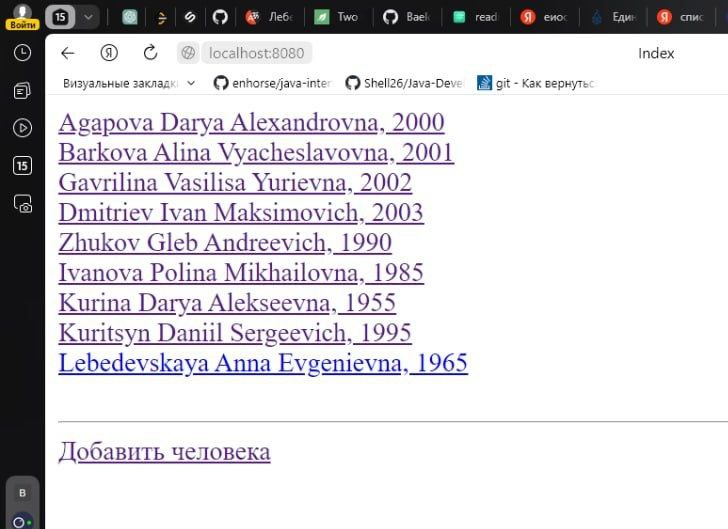 15
Войти
Лебе
Two
Baek
read
еиос
Един
спис
localhost:8080
Index
Визуальные закладк
enhorse/java-inter
Shell26/Java-Devel
git - Как вернутьс
15
Agapova Darya Alexandrovna, 2000
Barkova Alina Vyacheslavovna, 2001
Gavrilina Vasilisa Yurievna, 2002
Dmitriev Ivan Maksimovich, 2003
Zhukov Gleb Andreevich, 1990
Ivanova Polina Mikhailovna, 1985
Kurina Darya Alekseevna, 1955
Kuritsyn Daniil Sergeevich, 1995
Lebedevskaya Anna Evgenievna, 1965
Добавить человека
В